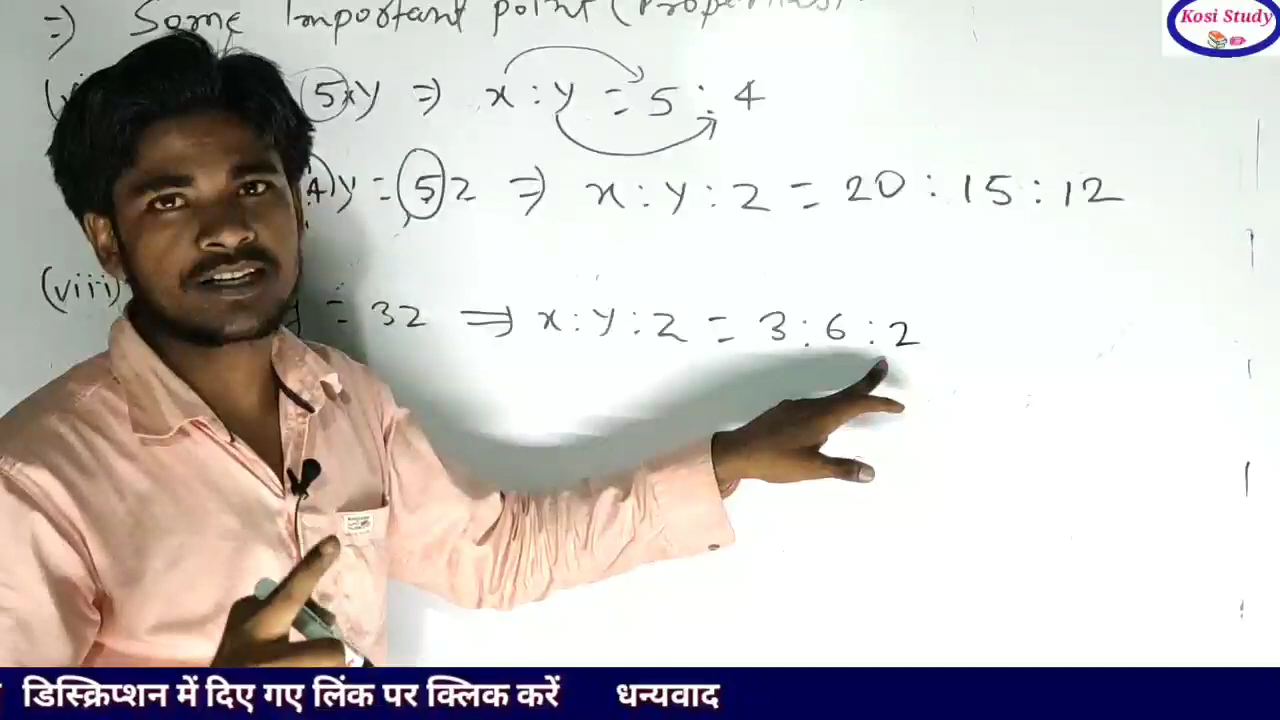 =) Some Important point (Properties)
Kosi Study
5xy => x : y = 5 : 4
4)y = 5z => x : y : z = 20 : 15 : 12
(viii) = 3z => x : y : z = 3 : 6 : 2
डिस्क्रिप्शन में दिए गए लिंक पर क्लिक करें धन्यवाद